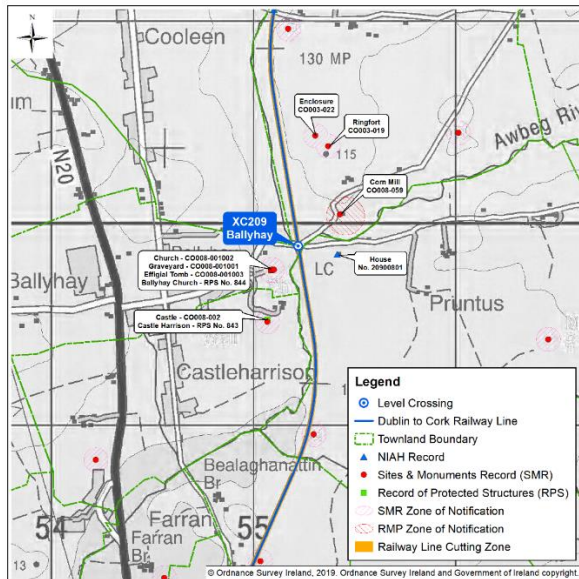 N
Cooleen
130 MP
Enclosure
CO003-022
Ringfort
CO003-019
115
Awbeg Riv
N20
Corn Mill
CO008-059
XC209
Ballyhay
Church - CO008-001002
Graveyard - CO008-001001
Effigial Tomb - CO008-001003
Ballyhay Church - RPS No. 844
LC
House
No. 20900801
Ballyhay
Pruntus
Castle - CO008-002
Castle Harrison - RPS No. 843
Castleharrison
Bealaghanattin
Br
54
55
Farran
Farran
Br
13
Legend
Level Crossing
Dublin to Cork Railway Line
Townland Boundary
NIAH Record
Sites & Monuments Record (SMR)
Record of Protected Structures (RPS)
SMR Zone of Notification
RMP Zone of Notification
Railway Line Cutting Zone
© Ordnance Survey Ireland, 2019. Ordnance Survey Ireland and Government of Ireland copyright.